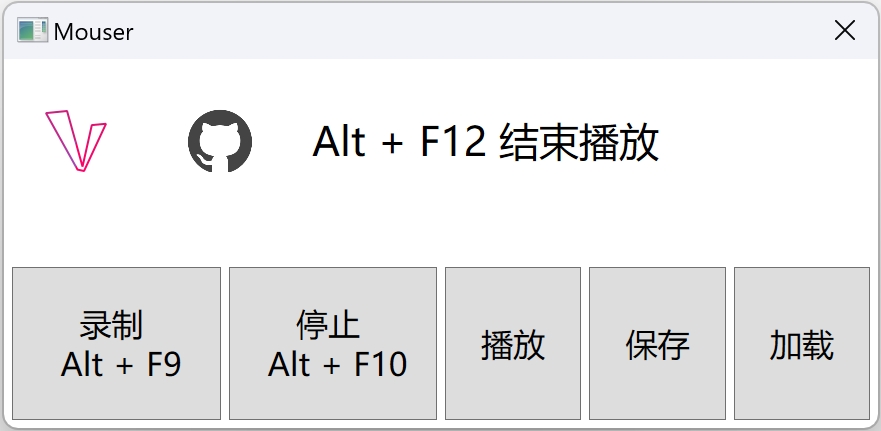 Mouser
Alt + F12 结束播放
录制
Alt + F9
停止
Alt + F10
播放
保存
加载